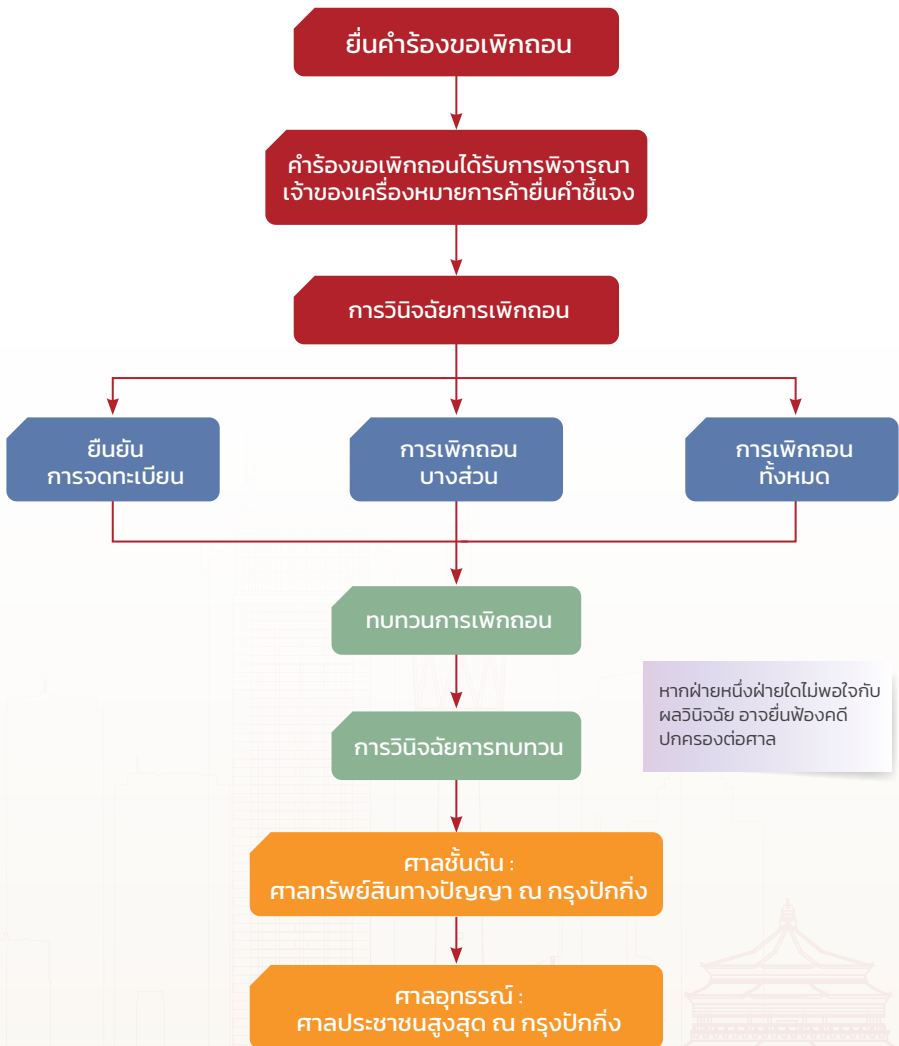 ยื่นคำร้องขอเพิกถอน
คำร้องขอเพิกถอนได้รับการพิจารณา
เจ้าของเครื่องหมายการค้ายื่นคำชี้แจง
การวินิจฉัยการเพิกถอน
ยืนยัน
การจดทะเบียน
การเพิกถอน
บางส่วน
การเพิกถอน
ทั้งหมด
ทบทวนการเพิกถอน
หากฝ่ายหนึ่งฝ่ายใดไม่พอใจกับ
ผลวินิจฉัย อาจยื่นฟ้องคดี
ปกครองต่อศาล
การวินิจฉัยการทบทวน
ศาลชั้นต้น :
ศาลทรัพย์สินทางปัญญา ณ กรุงปักกิ่ง
ศาลอุทธรณ์ :
ศาลประชาชนสูงสุด ณ กรุงปักกิ่ง